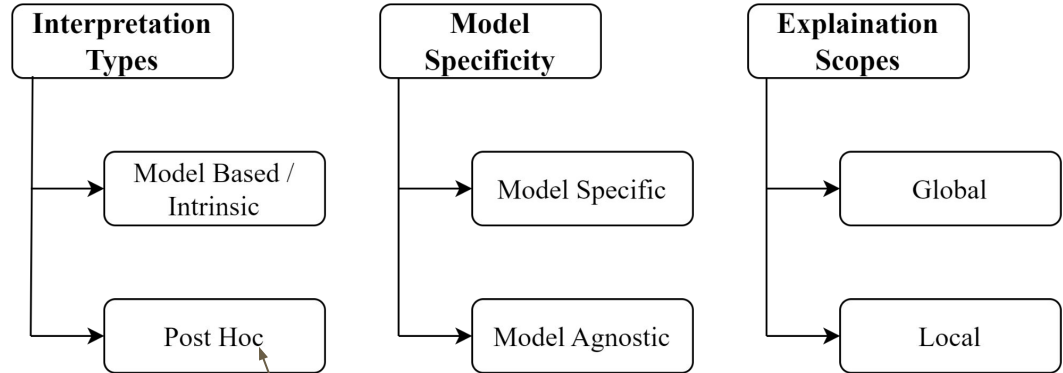 Interpretation
Types
Model Based /
Intrinsic
Post Hoc
Model
Specificity
Model Specific
Model Agnostic
Explaination
Scopes
Global
Local